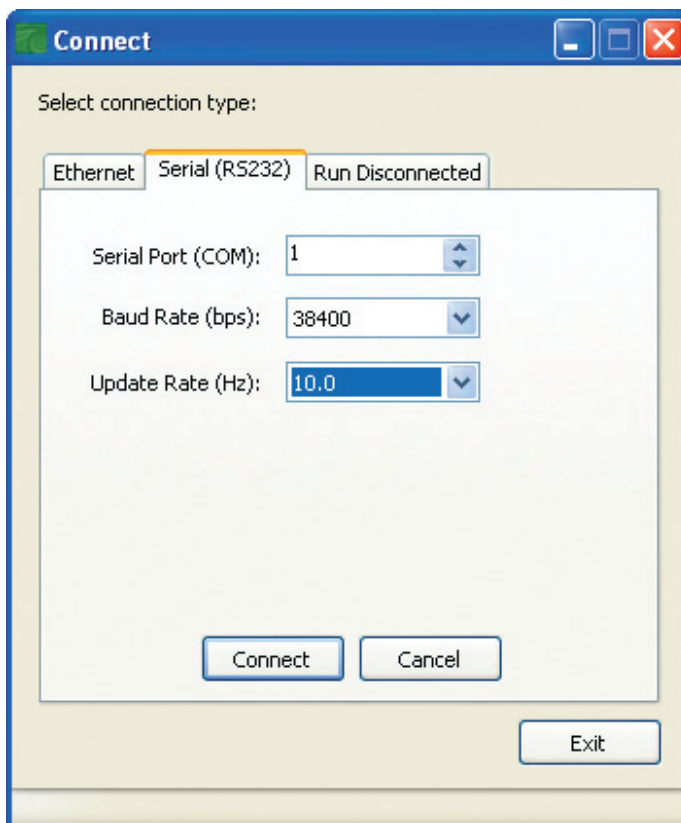 Connect
Select connection type:
Ethernet Serial (RS232) Run Disconnected
Serial Port (COM): 1
Baud Rate (bps): 38400
Update Rate (Hz): 10.0
Connect Cancel
Exit